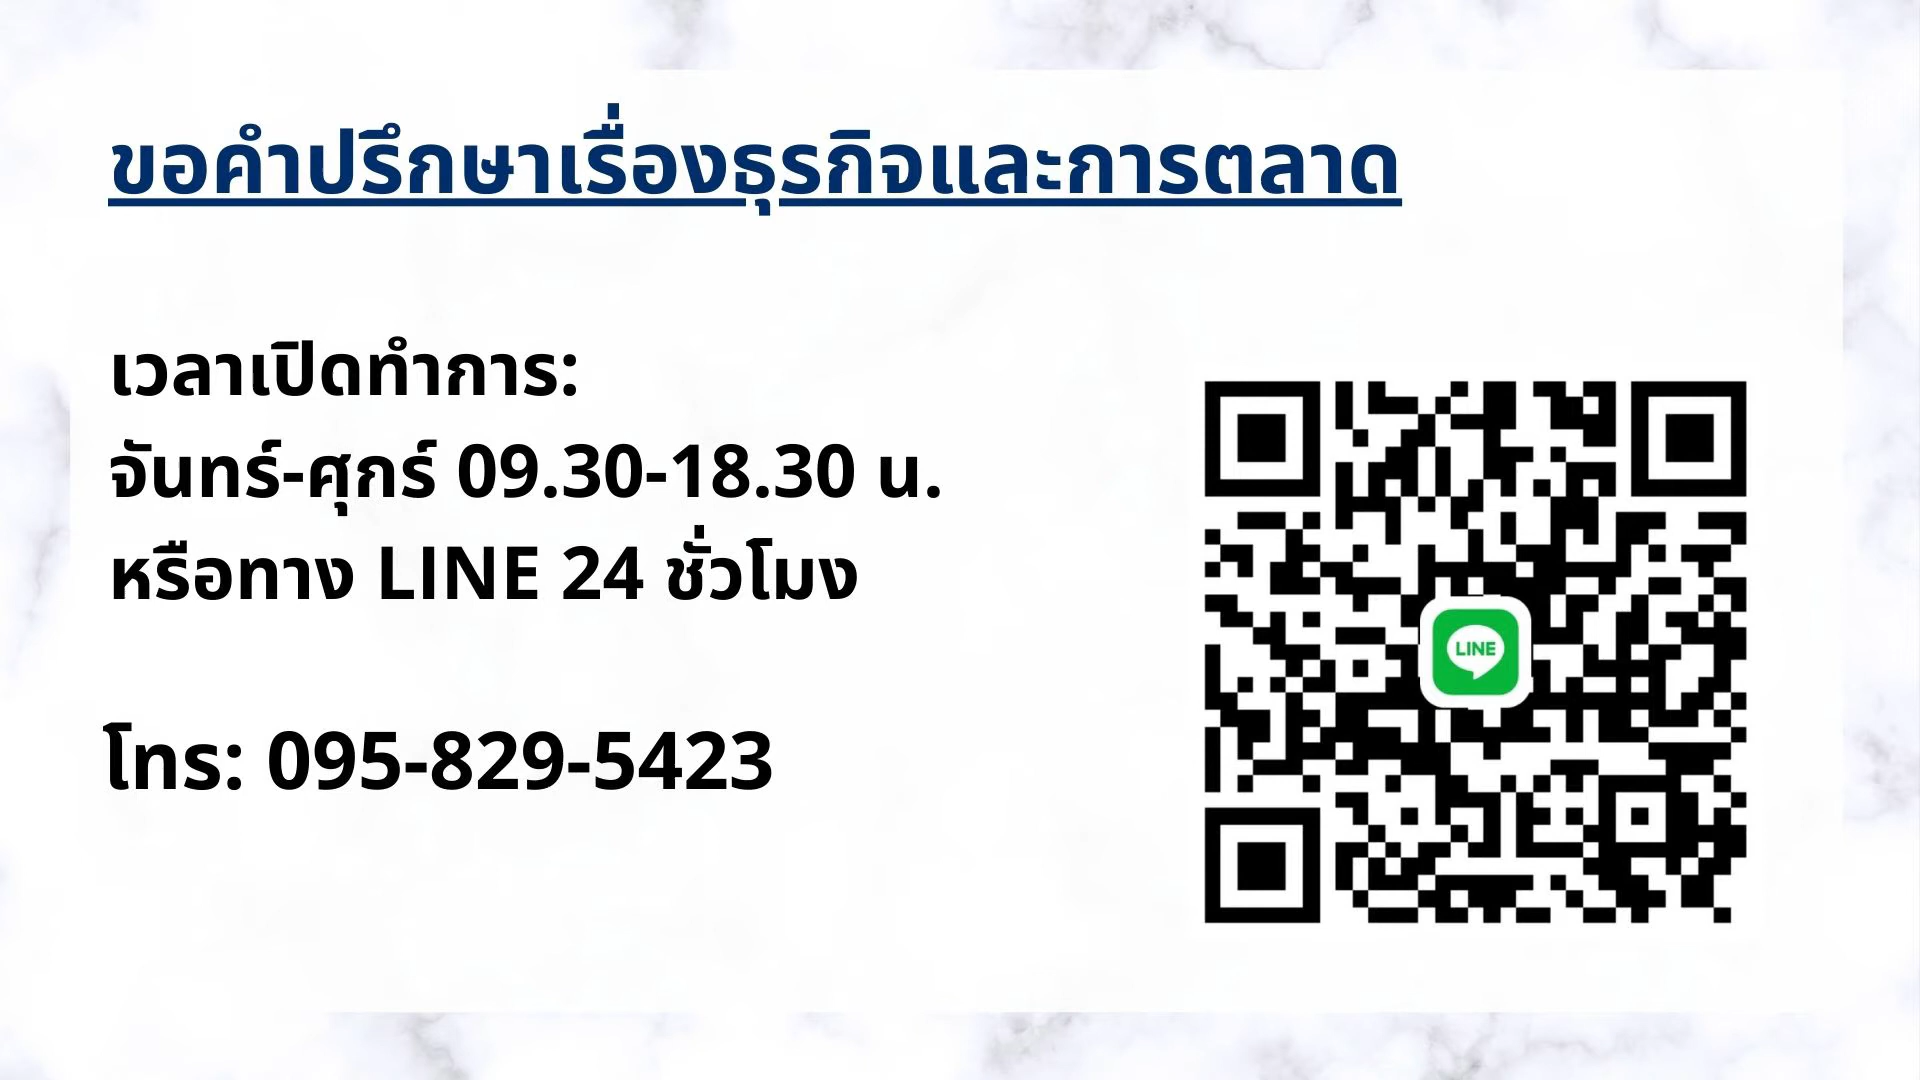 ขอคำปรึกษาเรื่องธุรกิจและการตลาด
เวลาเปิดทำการ:
จันทร์-ศุกร์ 09.30-18.30 น.
หรือทาง LINE 24 ชั่วโมง
โทร: 095-829-5423
LINE